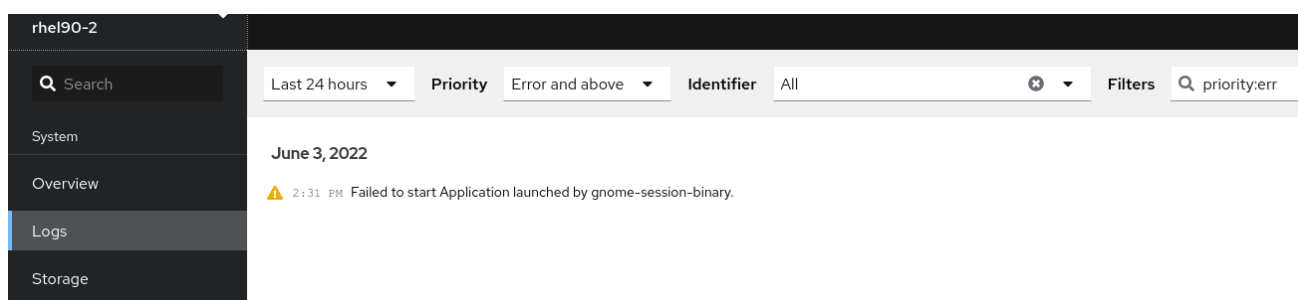 rhel90-2
Search
Last 24 hours Priority Error and above Identifier All Filters priority:err
System
June 3, 2022
Overview
2:31 PM Failed to start Application launched by gnome-session-binary.
Logs
Storage